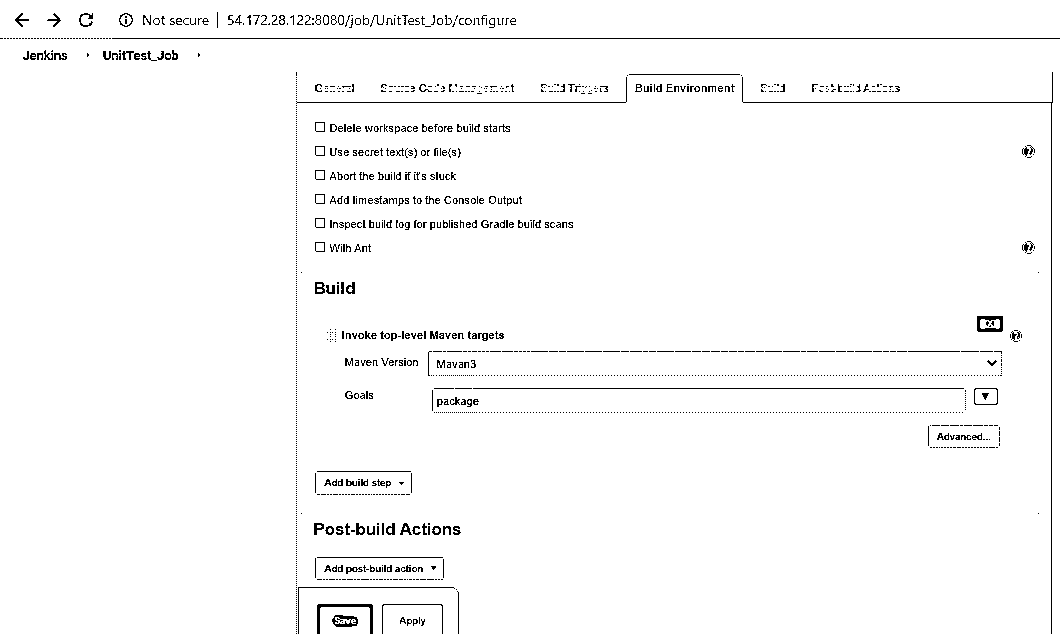 Not secure | 54.172.28.122:8080/job/UnitTest_Job/configure
Jenkins UnitTest_Job
General Source Code Management Build Triggers Build Environment Build Post-build Actions
Delele workspace before build starts
Use secret text(s) or file(s)
Abort the build if it's sluck
Add limestamps to the Console Output
Inspect build log for published Gradle build scans
Wilh Ant
Build
X
Invoke top-level Maven targets
Maven Version Mavan3
Goals package
Advanced...
Add build step
Post-build Actions
Add post-build action
Save Apply